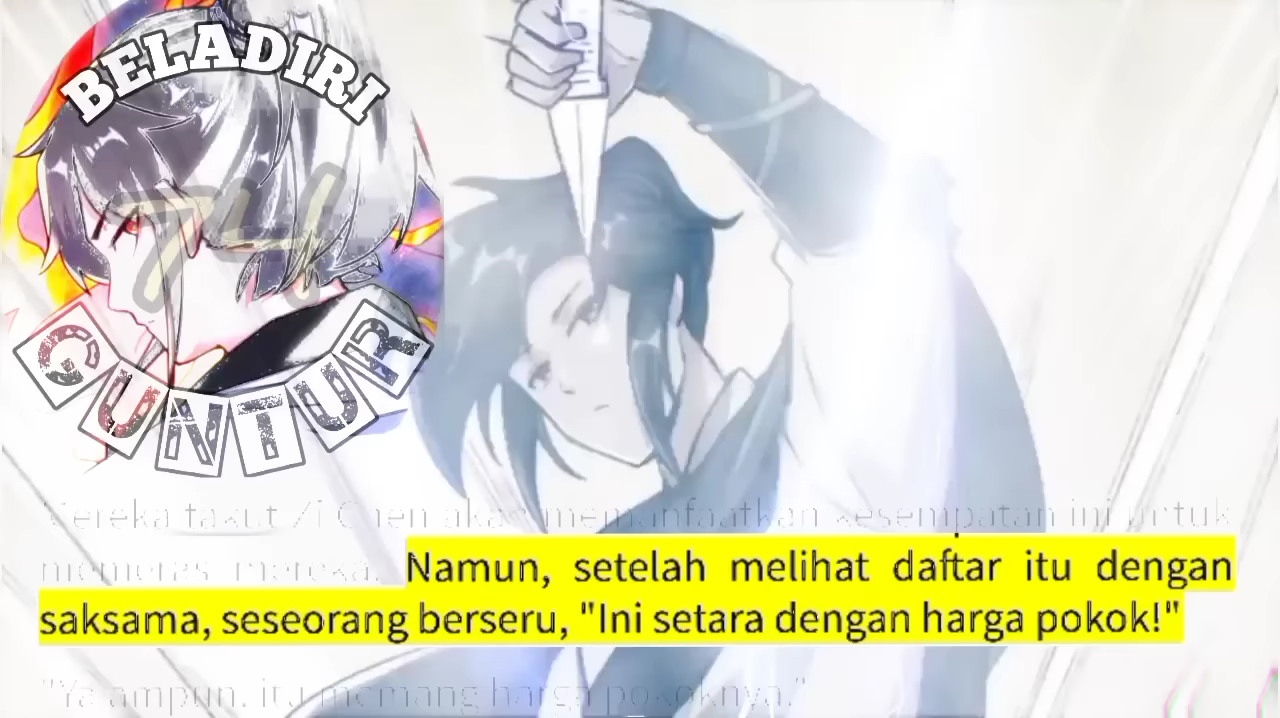 BELADIRI
74
GUNTUR
Mereka takut Zi Chen akan memanfaatkan kesempatan ini untuk
memeras mereka. Namun, setelah melihat daftar itu dengan
saksama, seseorang berseru, "Ini setara dengan harga pokok!"
"Ya ampun, itu memang harga pokoknya."